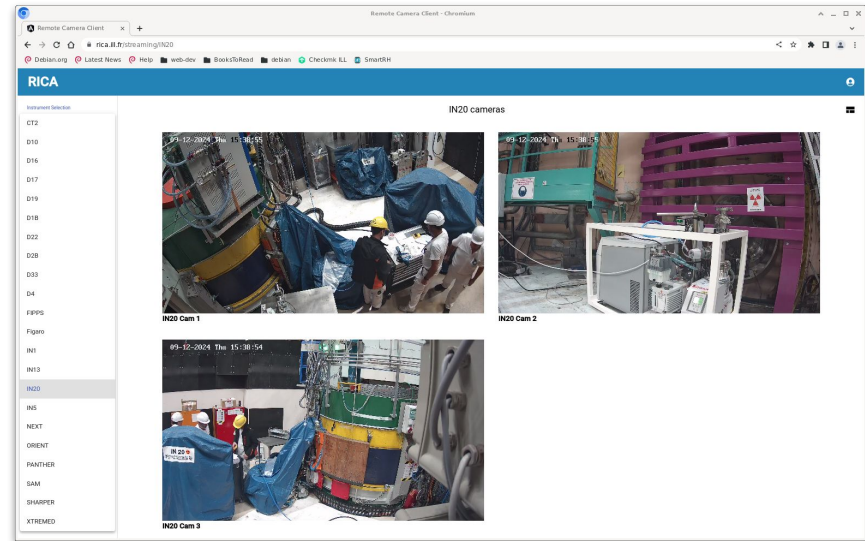 Remote Camera Client - Chromium
Remote Camera Client
rica.ill.fr/streaming/IN20
Debian.org Latest News Help web-dev BooksToRead debian Checkmk ILL SmartRH
RICA
Instrument Selection
IN20 cameras
CT2
D10
D16
D17
D19
D1B
D22
D2B
D33
D4
FIPPS
Figaro
IN1
IN13
IN20
IN5
NEXT
ORIENT
PANTHER
SAM
SHARPER
XTREMED
09-12-2024 Thu 15:38:55
IN20 Cam 1
09-12-2024 Th 15:38:55
IN20 Cam 2
09-12-2024 Thu 15:38:54
IN 20
IN20 Cam 3